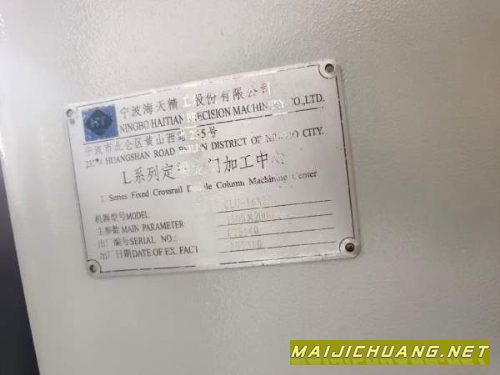 宁波海天精工股份有限公司
NINGBO HAITIAN PRECISION MACHINERY CO.,LTD.
宁波市北仑区黄山西路235号
HUANGSHAN ROAD DISTRICT OF NINGBO CITY.
L系列定 门加工中心
L Series Fixed Crossrail Double Column Machining Center
机器型号MODEL
主参数 MAIN PARAMETER
出厂编号SERIAL NO.:
出厂日期DATE OF EX. FACT
MAIJICHUANG.NET